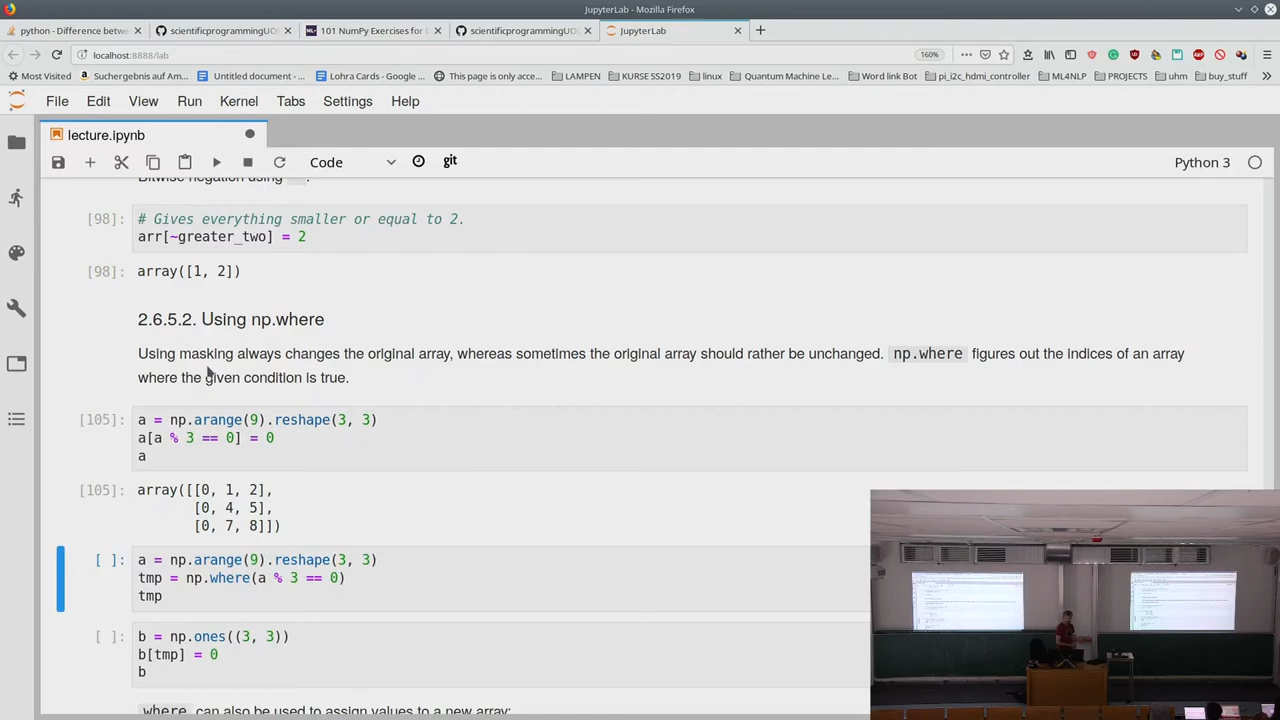 JupyterLab - Mozilla Firefox
python - Difference betwe
scientificprogrammingUOS
101 NumPy Exercises for D
scientificprogrammingUOS
JupyterLab
localhost:8888/lab
160%
Most Visited
Suchergebnis auf Am...
Untitled document -...
Lohra Cards - Google ...
This page is only acce...
LAMPEN
KURSE SS2019
linux
Quantum Machine Le...
Word link Bot
pi_i2c_hdmi_controller
ML4NLP
PROJECTS
uhm
buy_stuff
File Edit View Run Kernel Tabs Settings Help
lecture.ipynb
Code
git
Python 3
Bitwise negation using
[98]: # Gives everything smaller or equal to 2.
arr[~greater_two] = 2
[98]: array([1, 2])
2.6.5.2. Using np.where
Using masking always changes the original array, whereas sometimes the original array should rather be unchanged. np.where figures out the indices of an array
where the given condition is true.
[105]: a = np.arange(9).reshape(3, 3)
a[a % 3 == 0] = 0
a
[105]: array([[0, 1, 2],
[0, 4, 5],
[0, 7, 8]])
[ ]: a = np.arange(9).reshape(3, 3)
tmp = np.where(a % 3 == 0)
tmp
[ ]: b = np.ones((3, 3))
b[tmp] = 0
b
where can also be used to assign values to a new array: